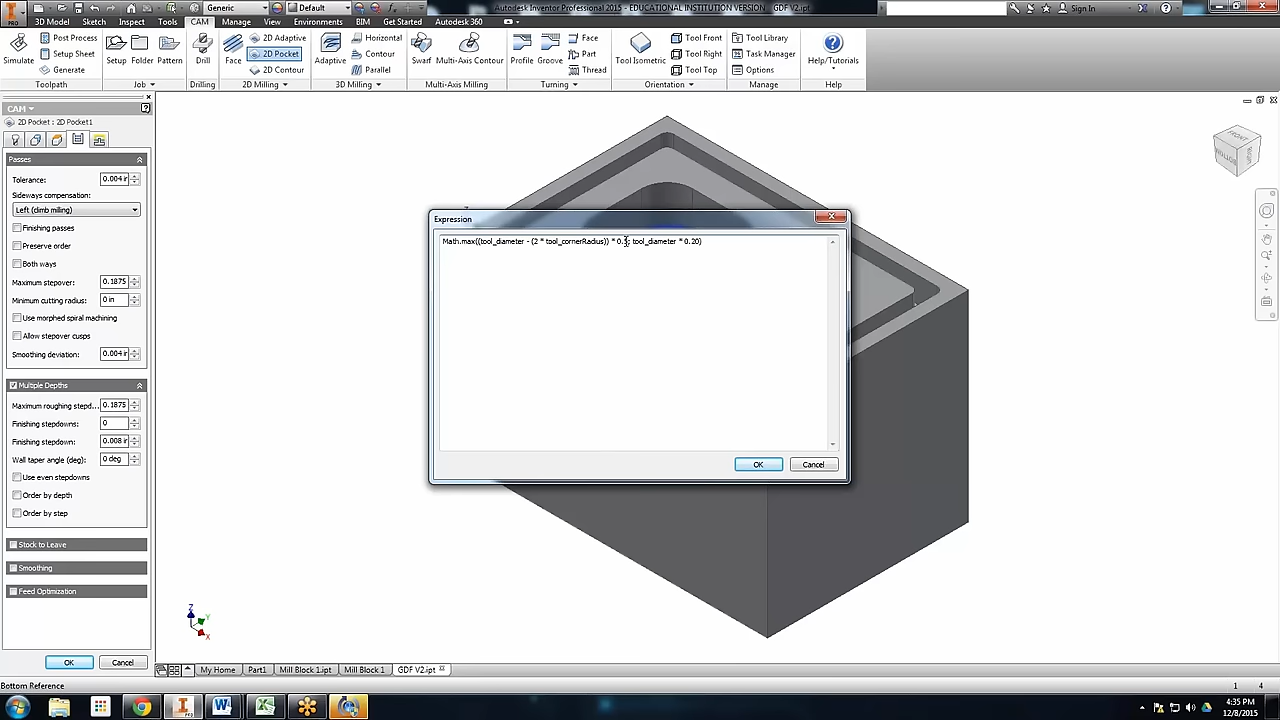 Generic
Default
Autodesk Inventor Professional 2015 - EDUCATIONAL INSTITUTION VERSION GDF V2.ipt
Sign In
3D Model Sketch Inspect Tools CAM Manage View Environments BIM Get Started Autodesk 360
Simulate
Post Process
Setup Sheet
Generate
Toolpath
Setup
Folder
Pattern
Job
Drill
Drilling
Face
2D Adaptive
2D Pocket
2D Contour
2D Milling
Adaptive
Horizontal
Contour
Parallel
3D Milling
Swarf
Multi-Axis Contour
Multi-Axis Milling
Profile
Groove
Face
Part
Thread
Turning
Tool Isometric
Tool Front
Tool Right
Tool Top
Orientation
Tool Library
Task Manager
Options
Manage
Help/Tutorials
Help
CAM
2D Pocket : 2D Pocket1
Passes
Tolerance: 0.004 i
Sideways compensation:
Left (climb milling)
Finishing passes
Preserve order
Both ways
Maximum stepover: 0.1875
Minimum cutting radius: 0 in
Use morphed spiral machining
Allow stepover cusps
Smoothing deviation: 0.004 i
Multiple Depths
Maximum roughing stepd... 0.1875
Finishing stepdowns: 0
Finishing stepdown: 0.008 i
Wall taper angle (deg): 0 deg
Use even stepdowns
Order by depth
Order by step
Stock to Leave
Smoothing
Feed Optimization
OK Cancel
Expression
Math.max((tool_diameter - (2 * tool_cornerRadius)) * tool_diameter * 0.20)
OK Cancel
FRONT
BOTTOM
RIGHT
Z
Y
X
My Home Part1 Mill Block 1.ipt Mill Block 1 GDF V2.ipt
Bottom Reference
1 4
4:35 PM
12/8/2015